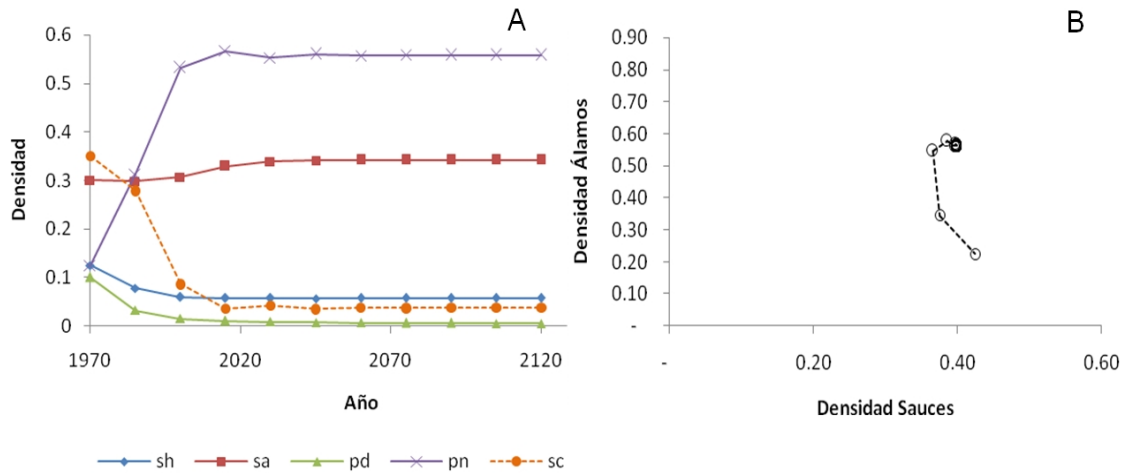 A
0.6
0.5
0.4
0.3
0.2
0.1
0
Densidad
1970 2020 2070 2120
Año
sh sa pd pn sc
B
0.90
0.80
0.70
0.60
0.50
0.40
0.30
0.20
0.10
-
Densidad Álamos
- 0.20 0.40 0.60
Densidad Sauces